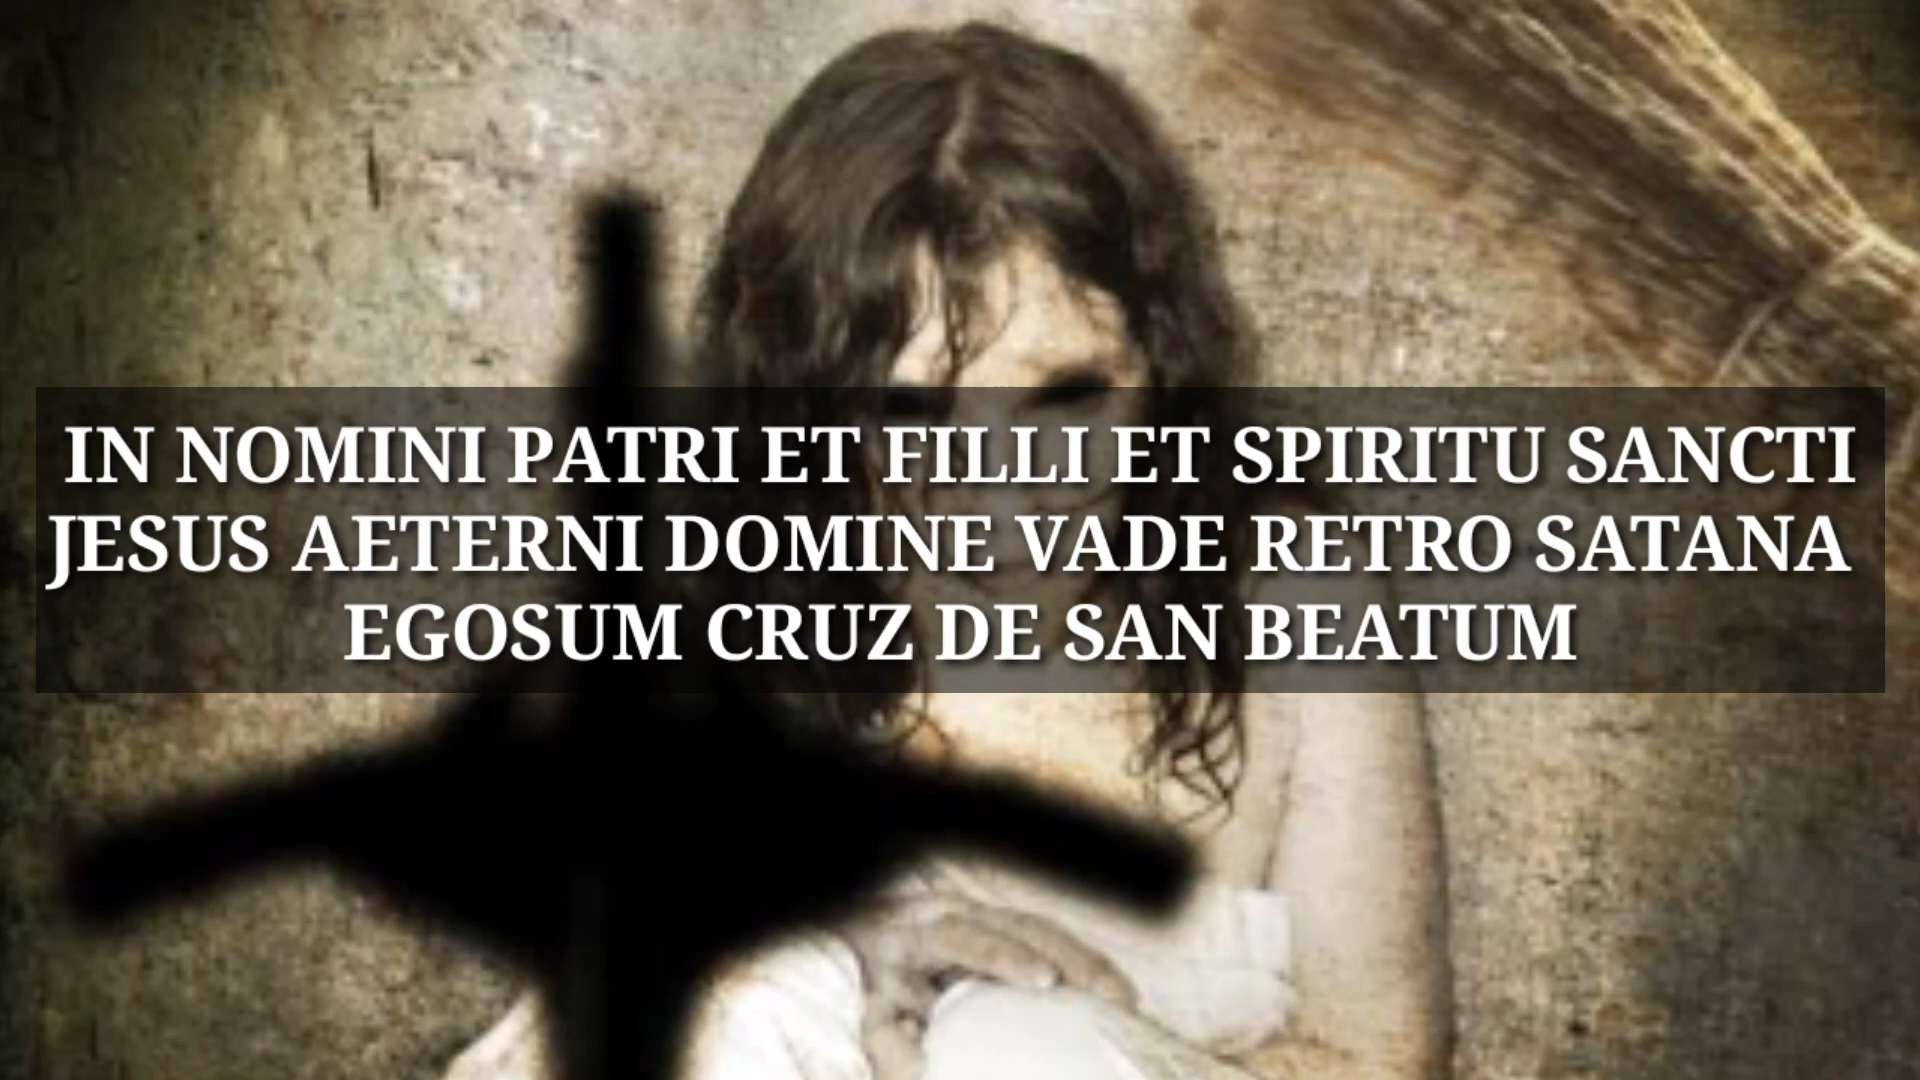 IN NOMINI PATRI ET FILLI ET SPIRITU SANCTI
JESUS AETERNI DOMINE VADE RETRO SATANA
EGOSUM CRUZ DE SAN BEATUM